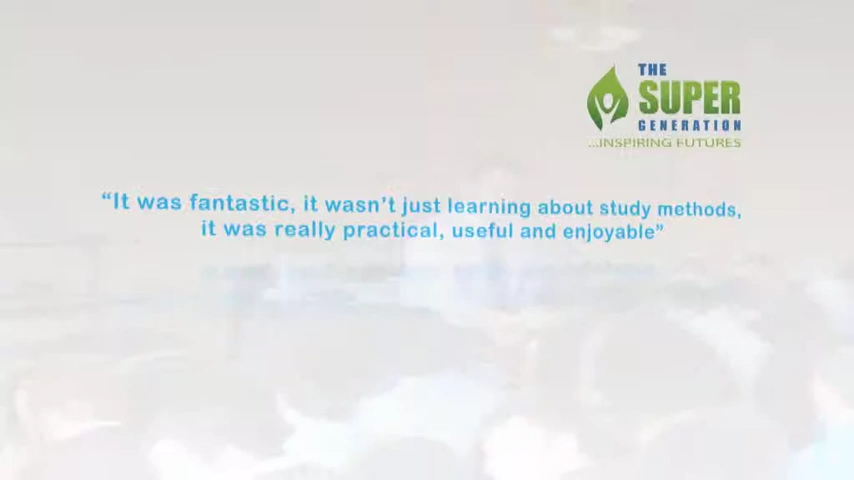 THE
SUPER
GENERATION
...INSPIRING FUTURES
“It was fantastic, it wasn’t just learning about study methods,
it was really practical, useful and enjoyable”